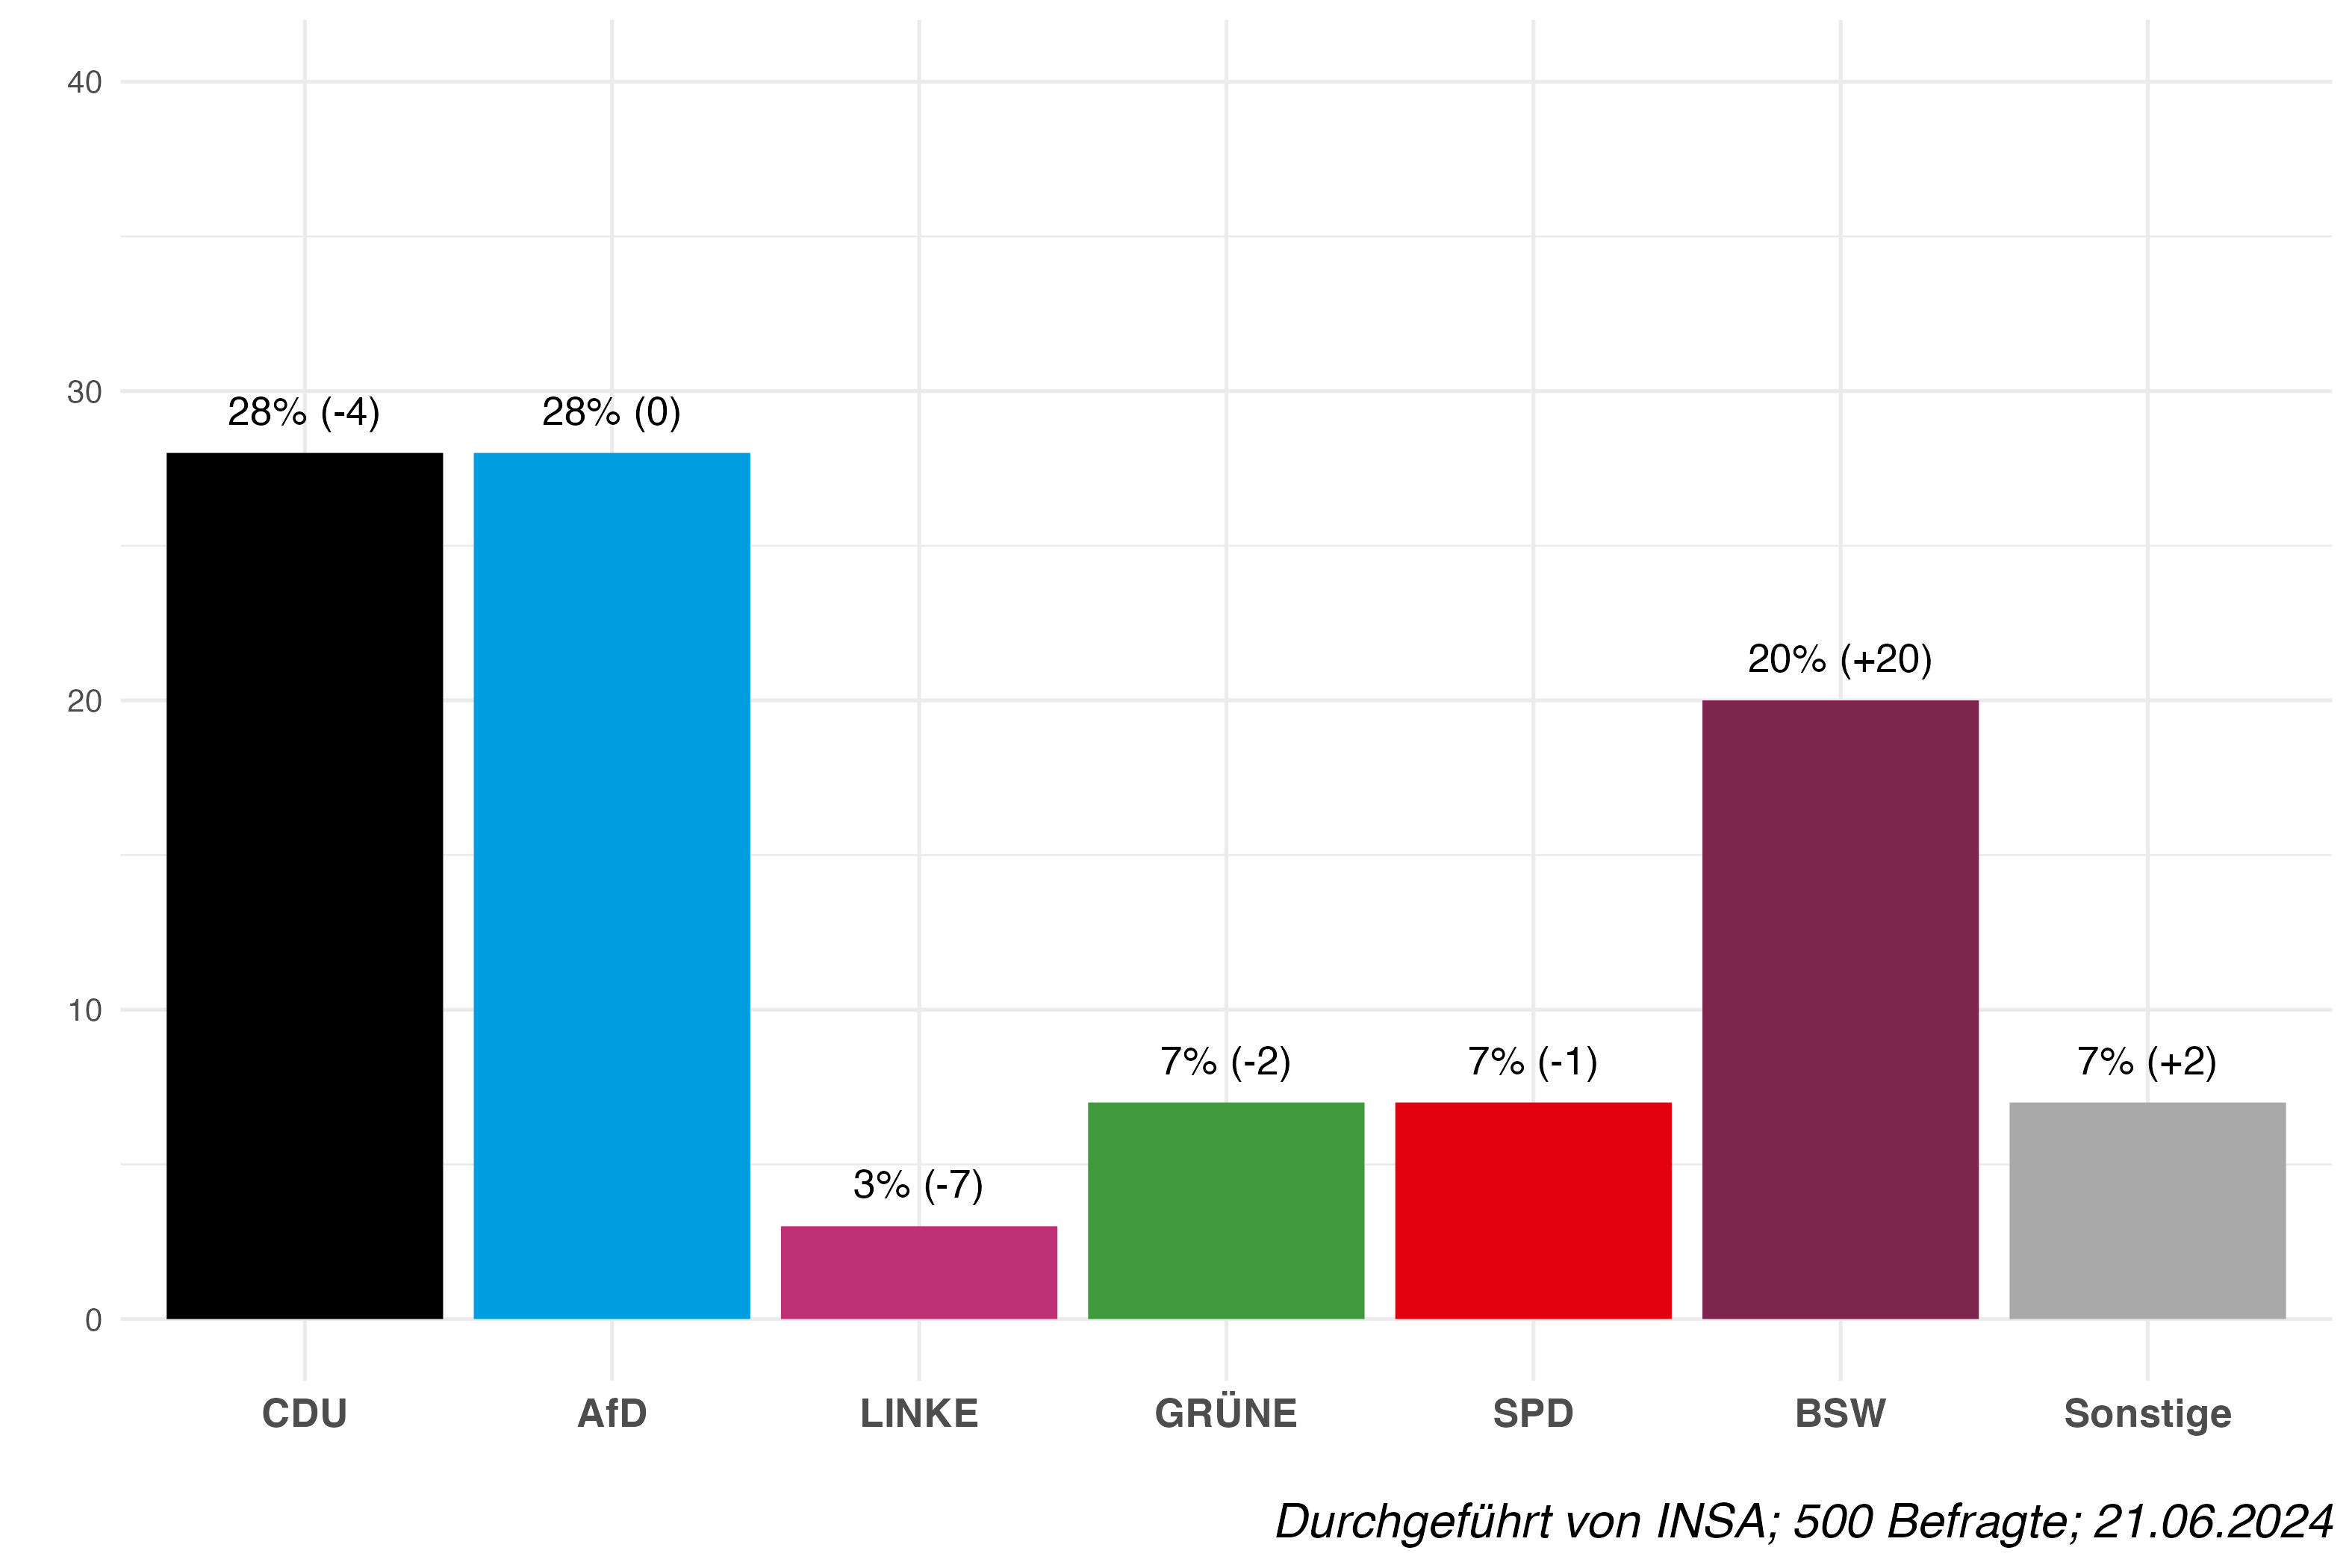 40
30
28% (-4)
28% (0)
20% (+20)
20
10
7% (-2)
7% (-1)
7% (+2)
3% (-7)
0
CDU
AfD
LINKE
GRÜNE
SPD
BSW
Sonstige
Durchgeführt von INSA; 500 Befragte; 21.06.2024